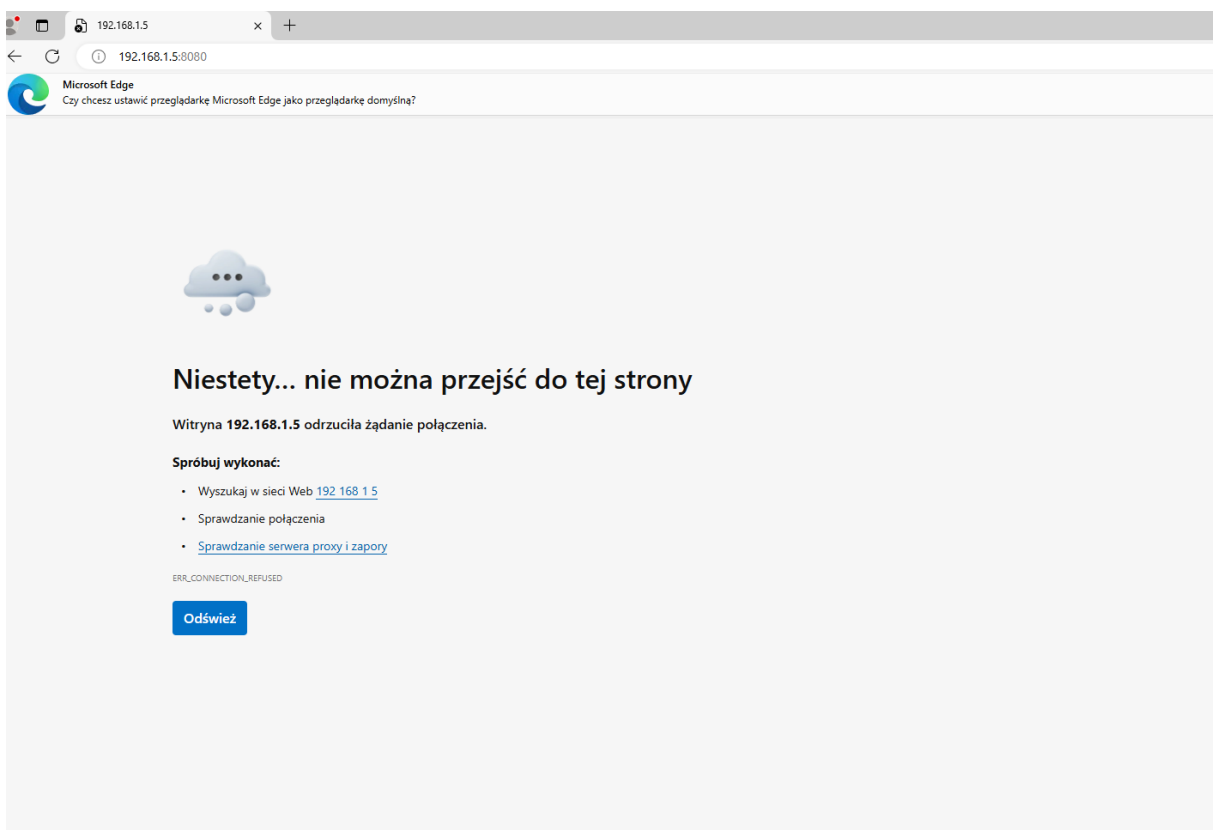 192.168.1.5
192.168.1.5:8080
Microsoft Edge
Czy chcesz ustawić przeglądarkę Microsoft Edge jako przeglądarkę domyślną?
Niestety... nie można przejść do tej strony
Witryna 192.168.1.5 odrzuciła żądanie połączenia.
Spróbuj wykonać:
• Wyszukaj w sieci Web 192 168 1 5
• Sprawdzanie połączenia
• Sprawdzanie serwera proxy i zapory
ERR_CONNECTION_REFUSED
Odśwież